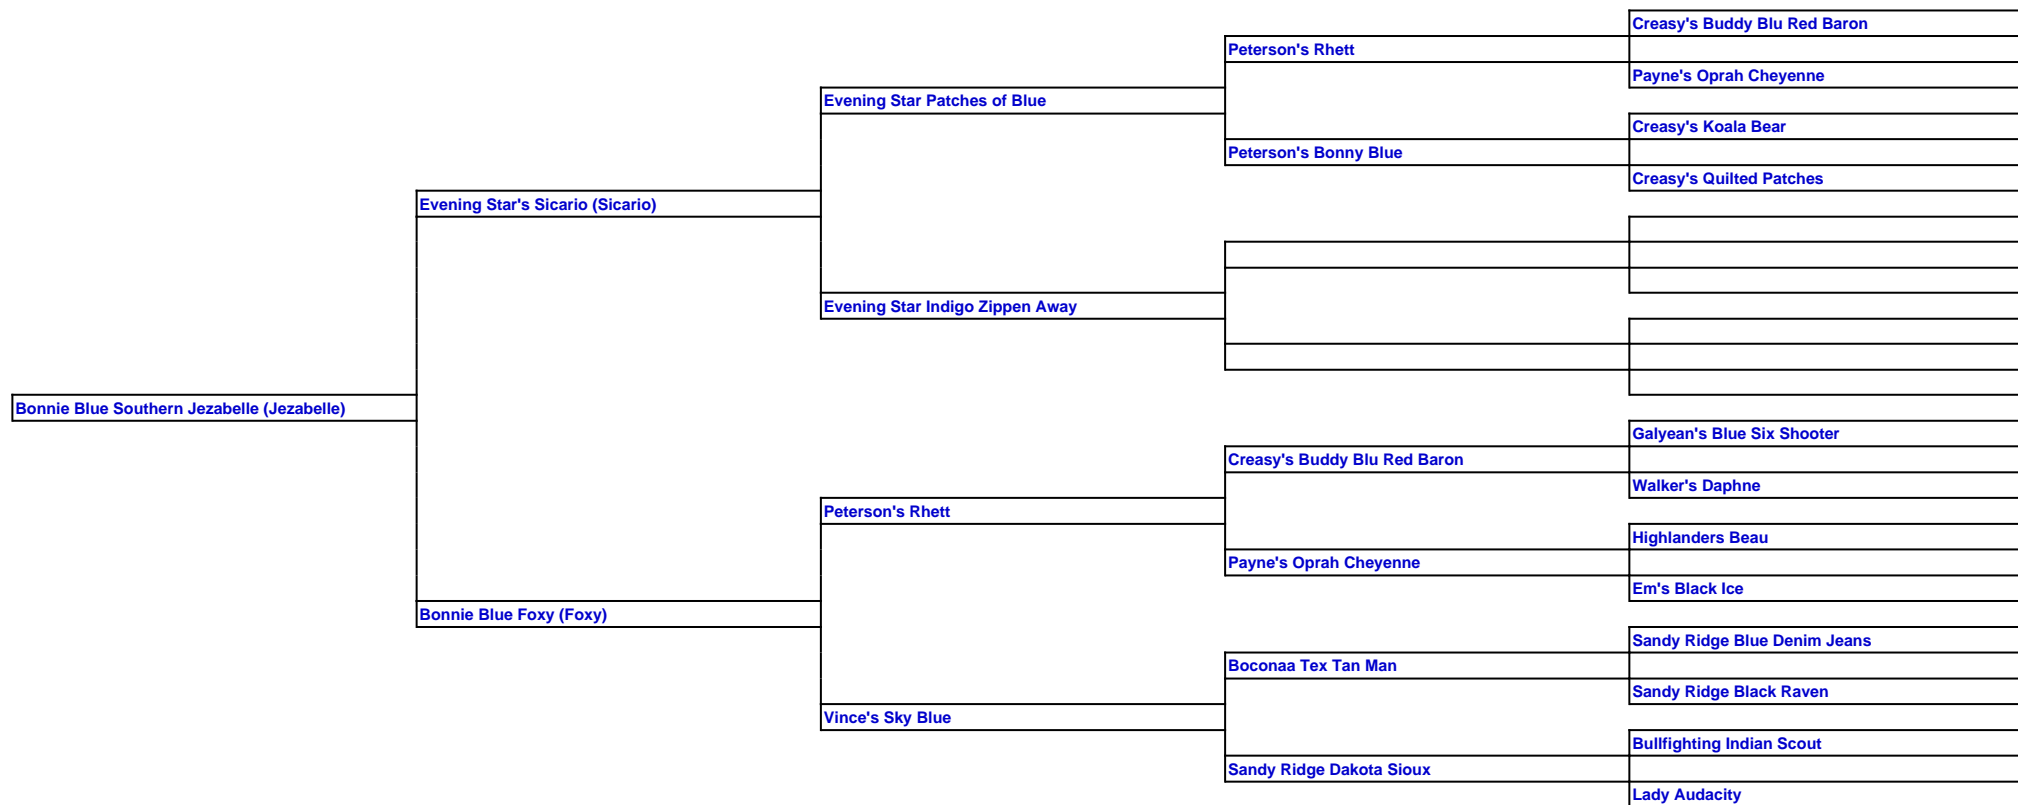 Creasy's Buddy Blu Red Baron
Peterson's Rhett
Payne's Oprah Cheyenne
Evening Star Patches of Blue
Creasy's Koala Bear
Peterson's Bonny Blue
Creasy's Quilted Patches
Evening Star's Sicario (Sicario)
Evening Star Indigo Zippen Away
Bonnie Blue Southern Jezabelle (Jezabelle)
Galyean's Blue Six Shooter
Creasy's Buddy Blu Red Baron
Walker's Daphne
Peterson's Rhett
Highlanders Beau
Payne's Oprah Cheyenne
Em's Black Ice
Bonnie Blue Foxy (Foxy)
Sandy Ridge Blue Denim Jeans
Boconaa Tex Tan Man
Sandy Ridge Black Raven
Vince's Sky Blue
Bullfighting Indian Scout
Sandy Ridge Dakota Sioux
Lady Audacity